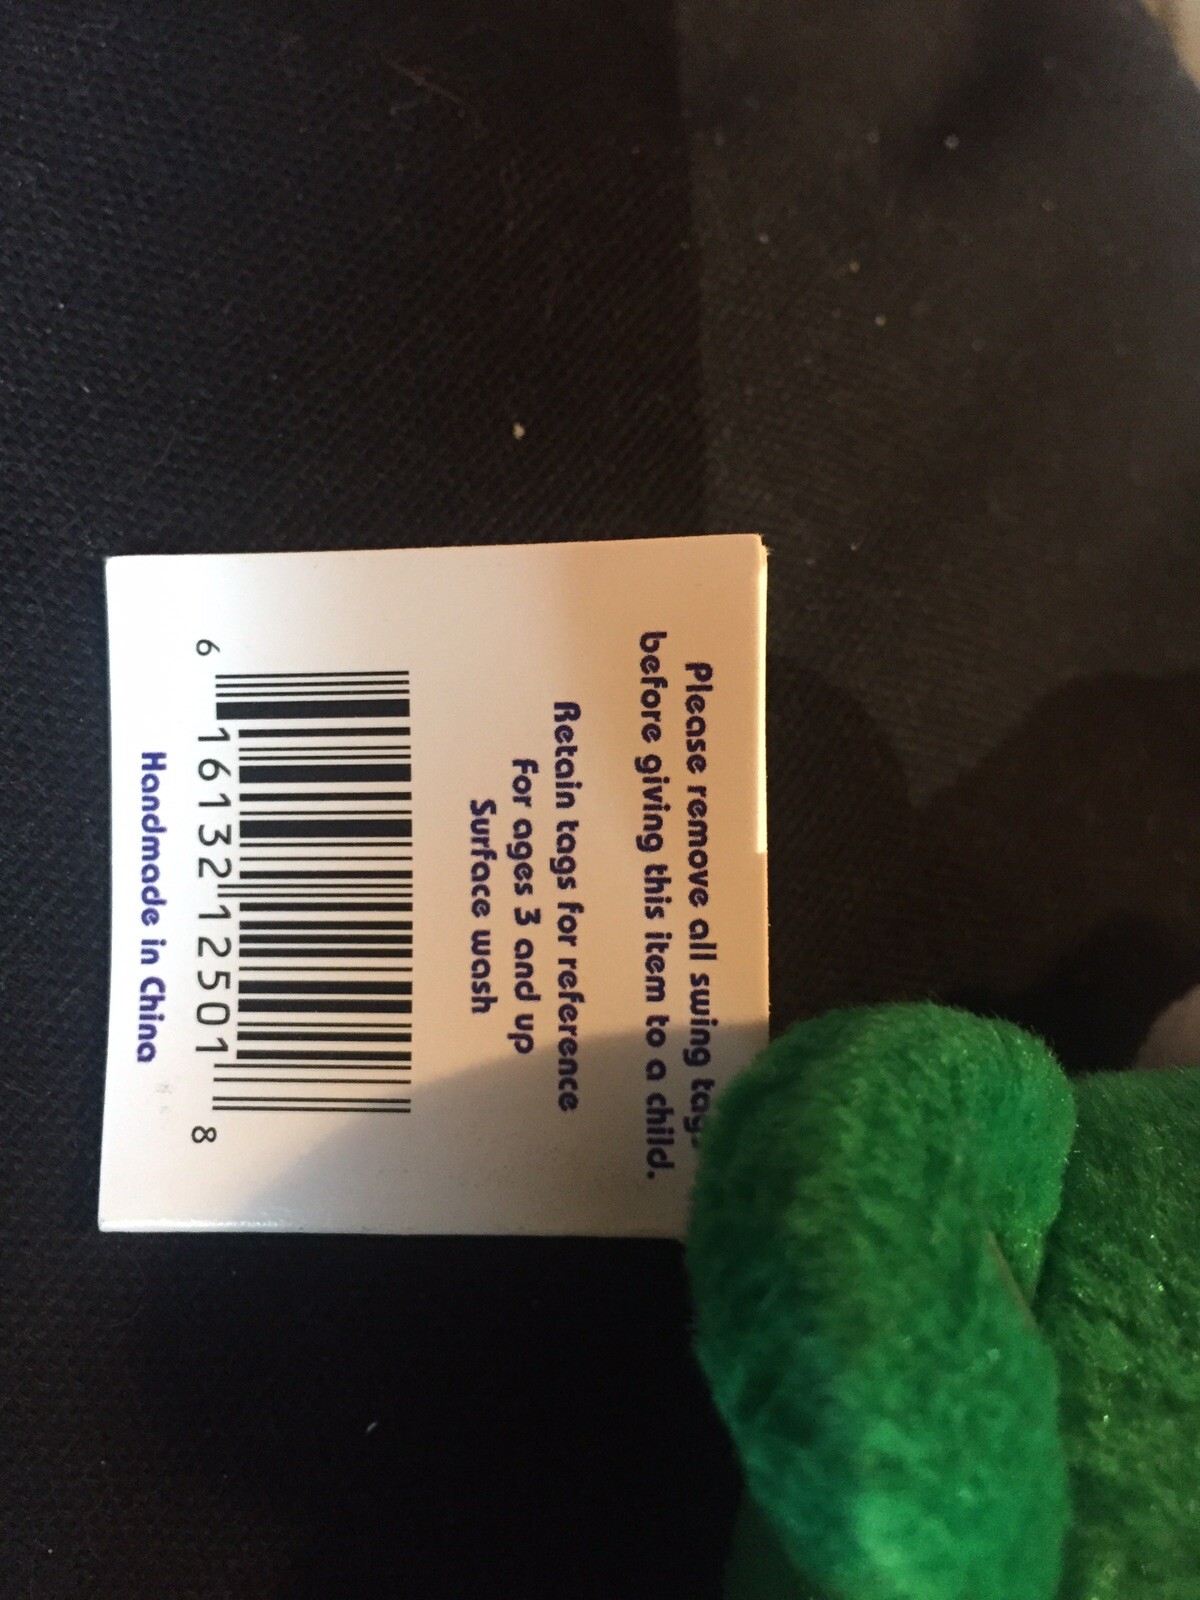 Please remove all swing tags
before giving this item to a child.
Retain tags for reference
For ages 3 and up
Surface wash
6 16132 12501 8
Handmade in China